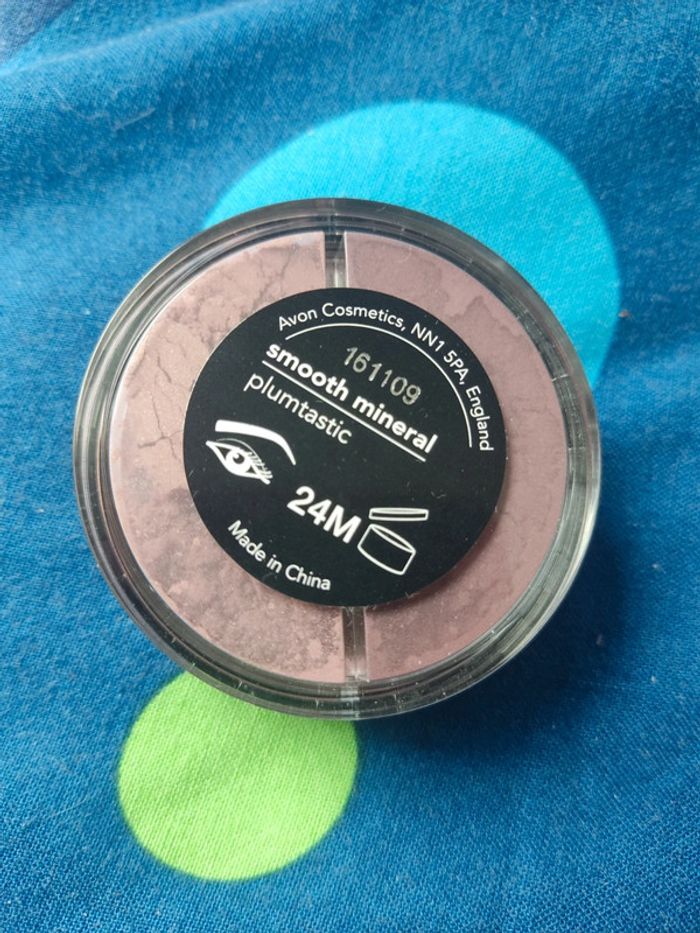 Avon Cosmetics, NN1 5PA, England
161109
smooth mineral
plumtastic
24M
Made in China